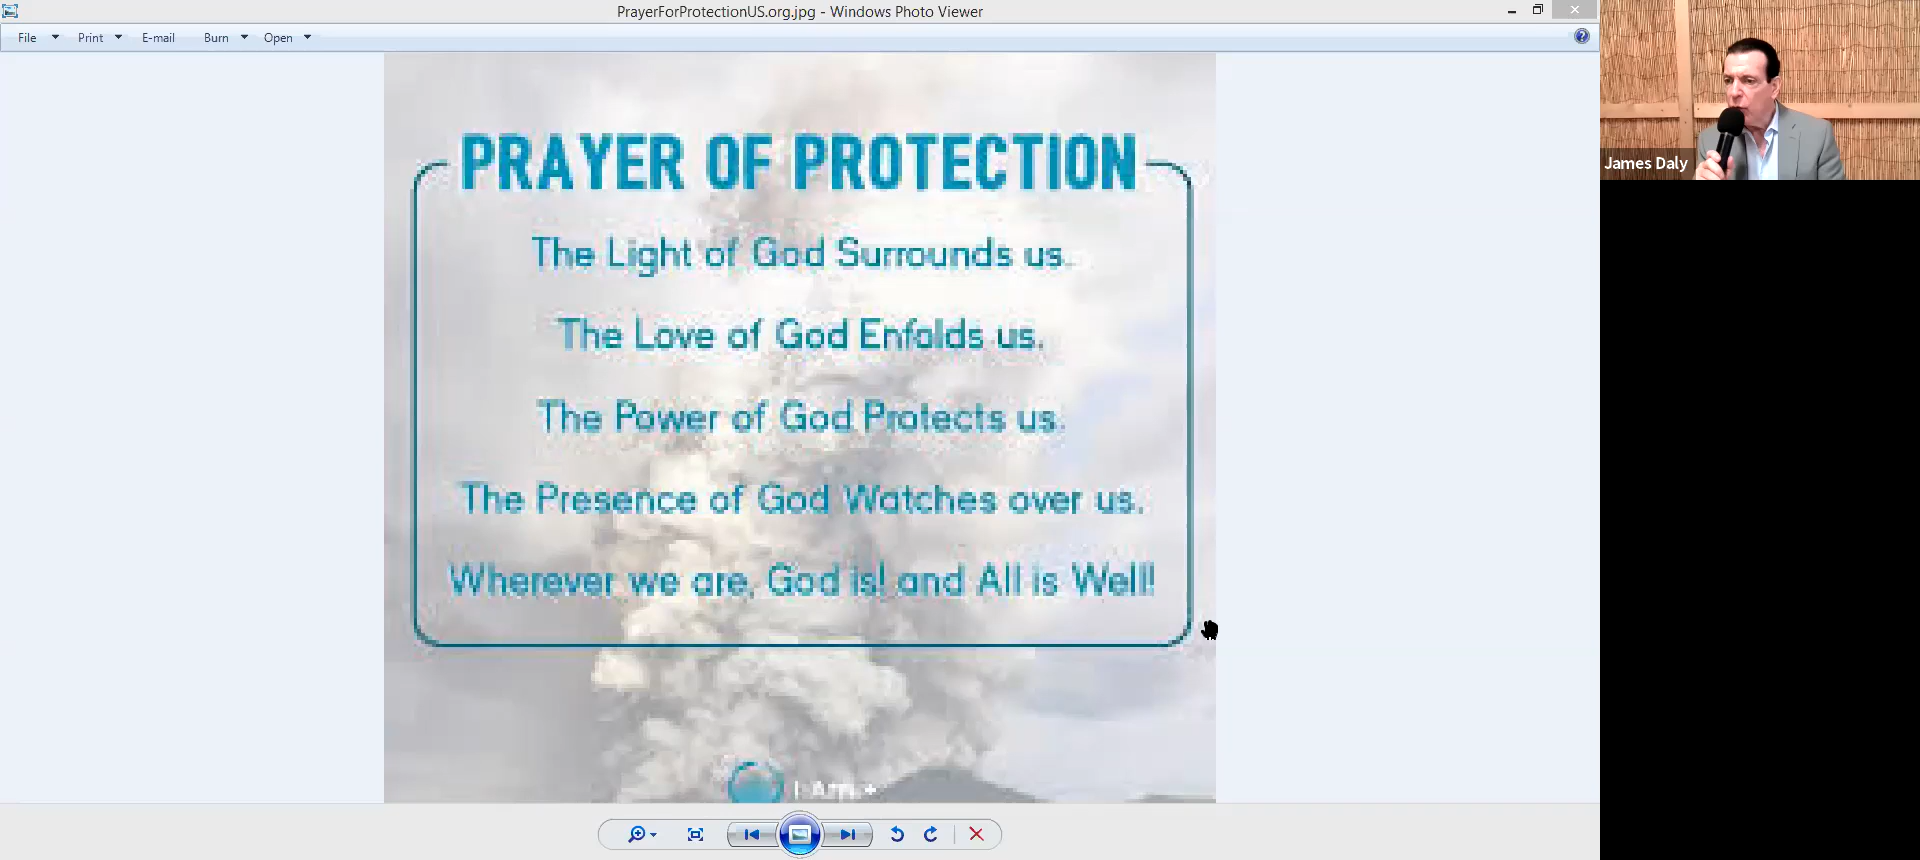 PrayerForProtectionUS.org.jpg - Windows Photo Viewer
File Print E-mail Burn Open
PRAYER OF PROTECTION
The Light of God Surrounds us.
The Love of God Enfolds us.
The Power of God Protects us.
The Presence of God Watches over us.
Wherever we are, God is! and All is Well!
James Daly